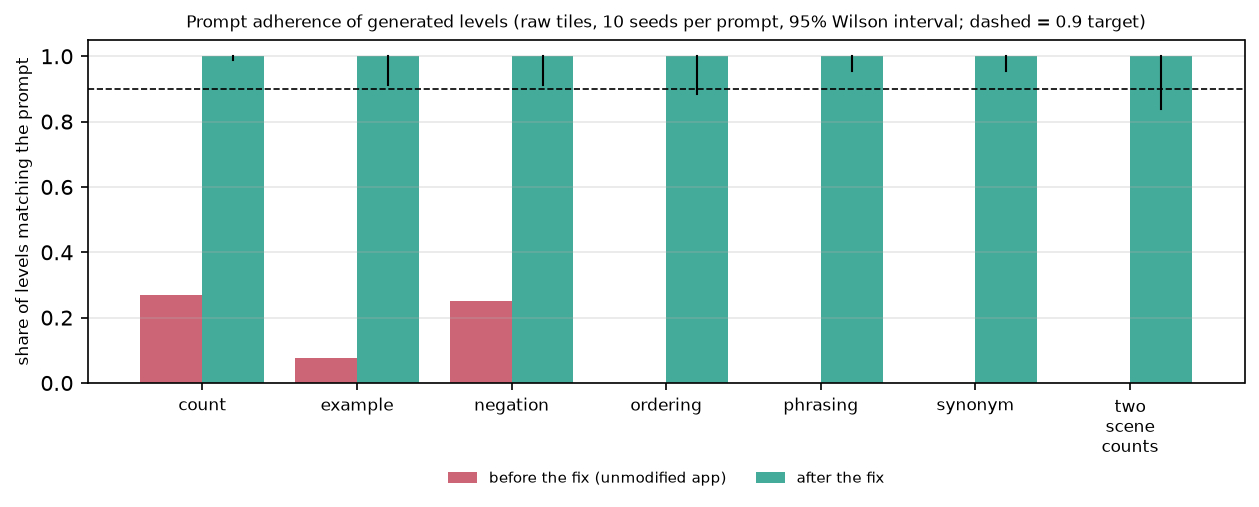 Prompt adherence of generated levels (raw tiles, 10 seeds per prompt, 95% Wilson interval; dashed = 0.9 target)
share of levels matching the prompt
1.0
0.8
0.6
0.4
0.2
0.0
count
example
negation
ordering
phrasing
synonym
two
scene
counts
before the fix (unmodified app)
after the fix